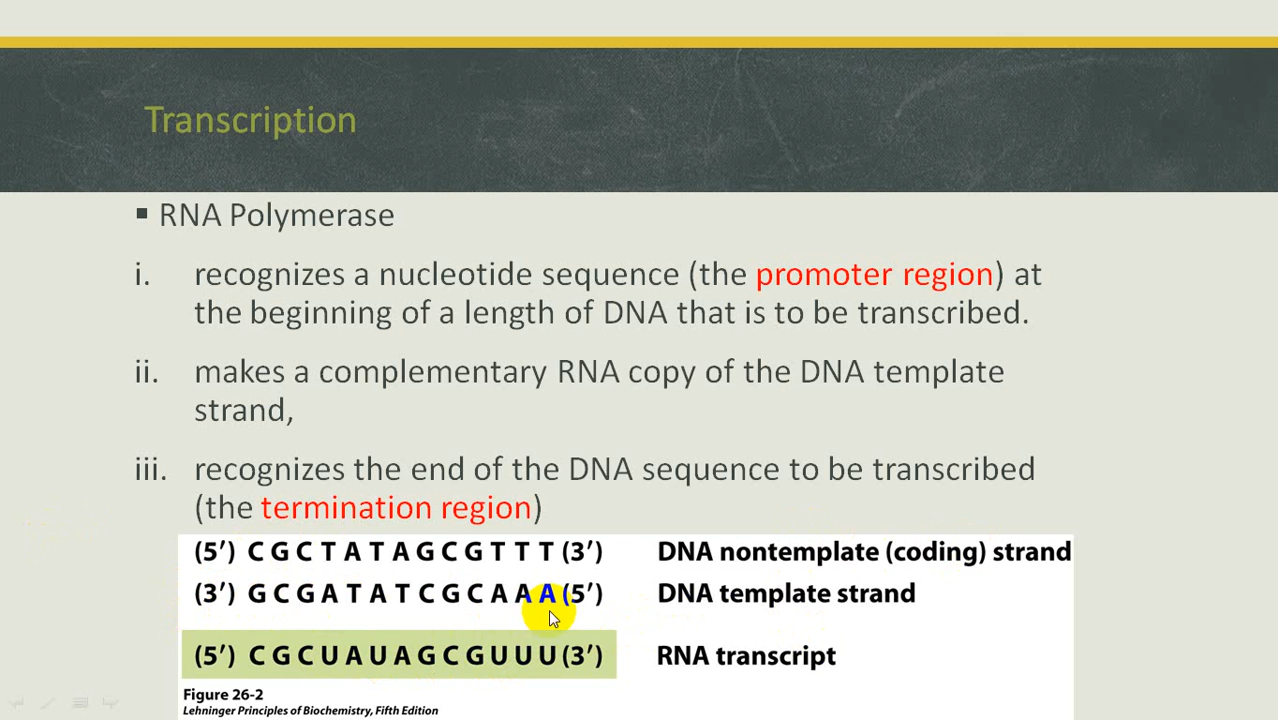 Transcription
▪ RNA Polymerase
i. recognizes a nucleotide sequence (the promoter region) at
the beginning of a length of DNA that is to be transcribed.
ii. makes a complementary RNA copy of the DNA template
strand,
iii. recognizes the end of the DNA sequence to be transcribed
(the termination region)
(5′) C G C T A T A G C G T T T (3′) DNA nontemplate (coding) strand
(3′) G C G A T A T C G C A A A (5′) DNA template strand
(5′) C G C U A U A G C G U U U (3′) RNA transcript
Figure 26-2
Lehninger Principles of Biochemistry, Fifth Edition